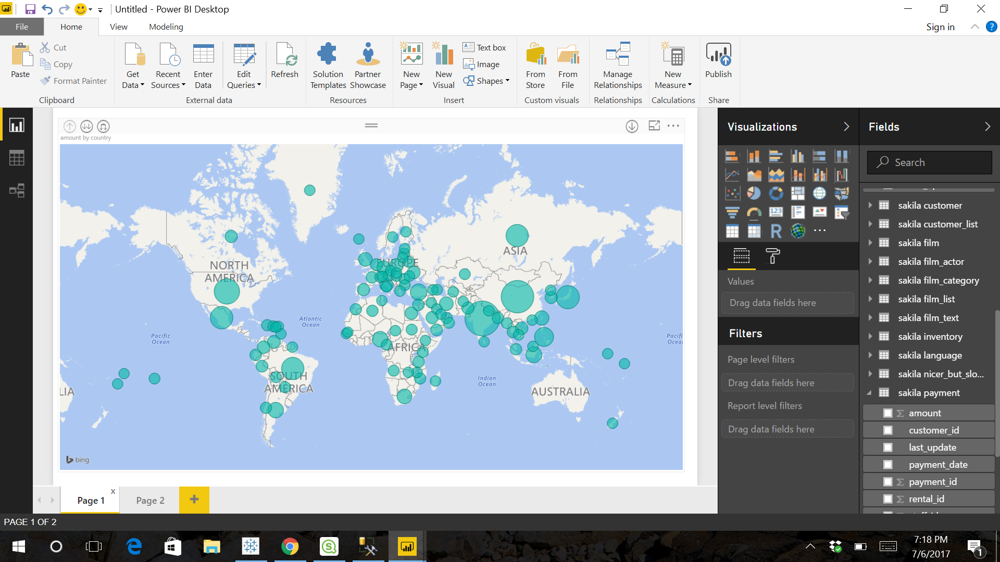 Untitled - Power BI Desktop
File
Home
View
Modeling
Sign in
?
Paste
Cut
Copy
Format Painter
Clipboard
Get Data
Recent Sources
Enter Data
Edit Queries
Refresh
External data
Solution Templates
Partner Showcase
Resources
New Page
New Visual
Text box
Image
Shapes
Insert
From Store
From File
Custom visuals
Manage Relationships
Relationships
New Measure
Calculations
Publish
Share
amount by country
NORTH AMERICA
EUROPE
ASIA
Atlantic Ocean
Pacific Ocean
Pacifi
Ocea
AFRICA
SOUTH AMERICA
Indian Ocean
AUSTRALIA
LIA
bing
Visualizations
123
R
Values
Drag data fields here
Filters
Page level filters
Drag data fields here
Report level filters
Drag data fields here
Fields
Search
sakila customer
sakila customer_list
sakila film
sakila film_actor
sakila film_category
sakila film_list
sakila film_text
sakila inventory
sakila language
sakila nicer_but_slo...
sakila payment
Σ amount
customer_id
last_update
payment_date
Σ payment_id
Σ rental_id
x
Page 1
Page 2
+
PAGE 1 OF 2
7:18 PM
7/6/2017
1